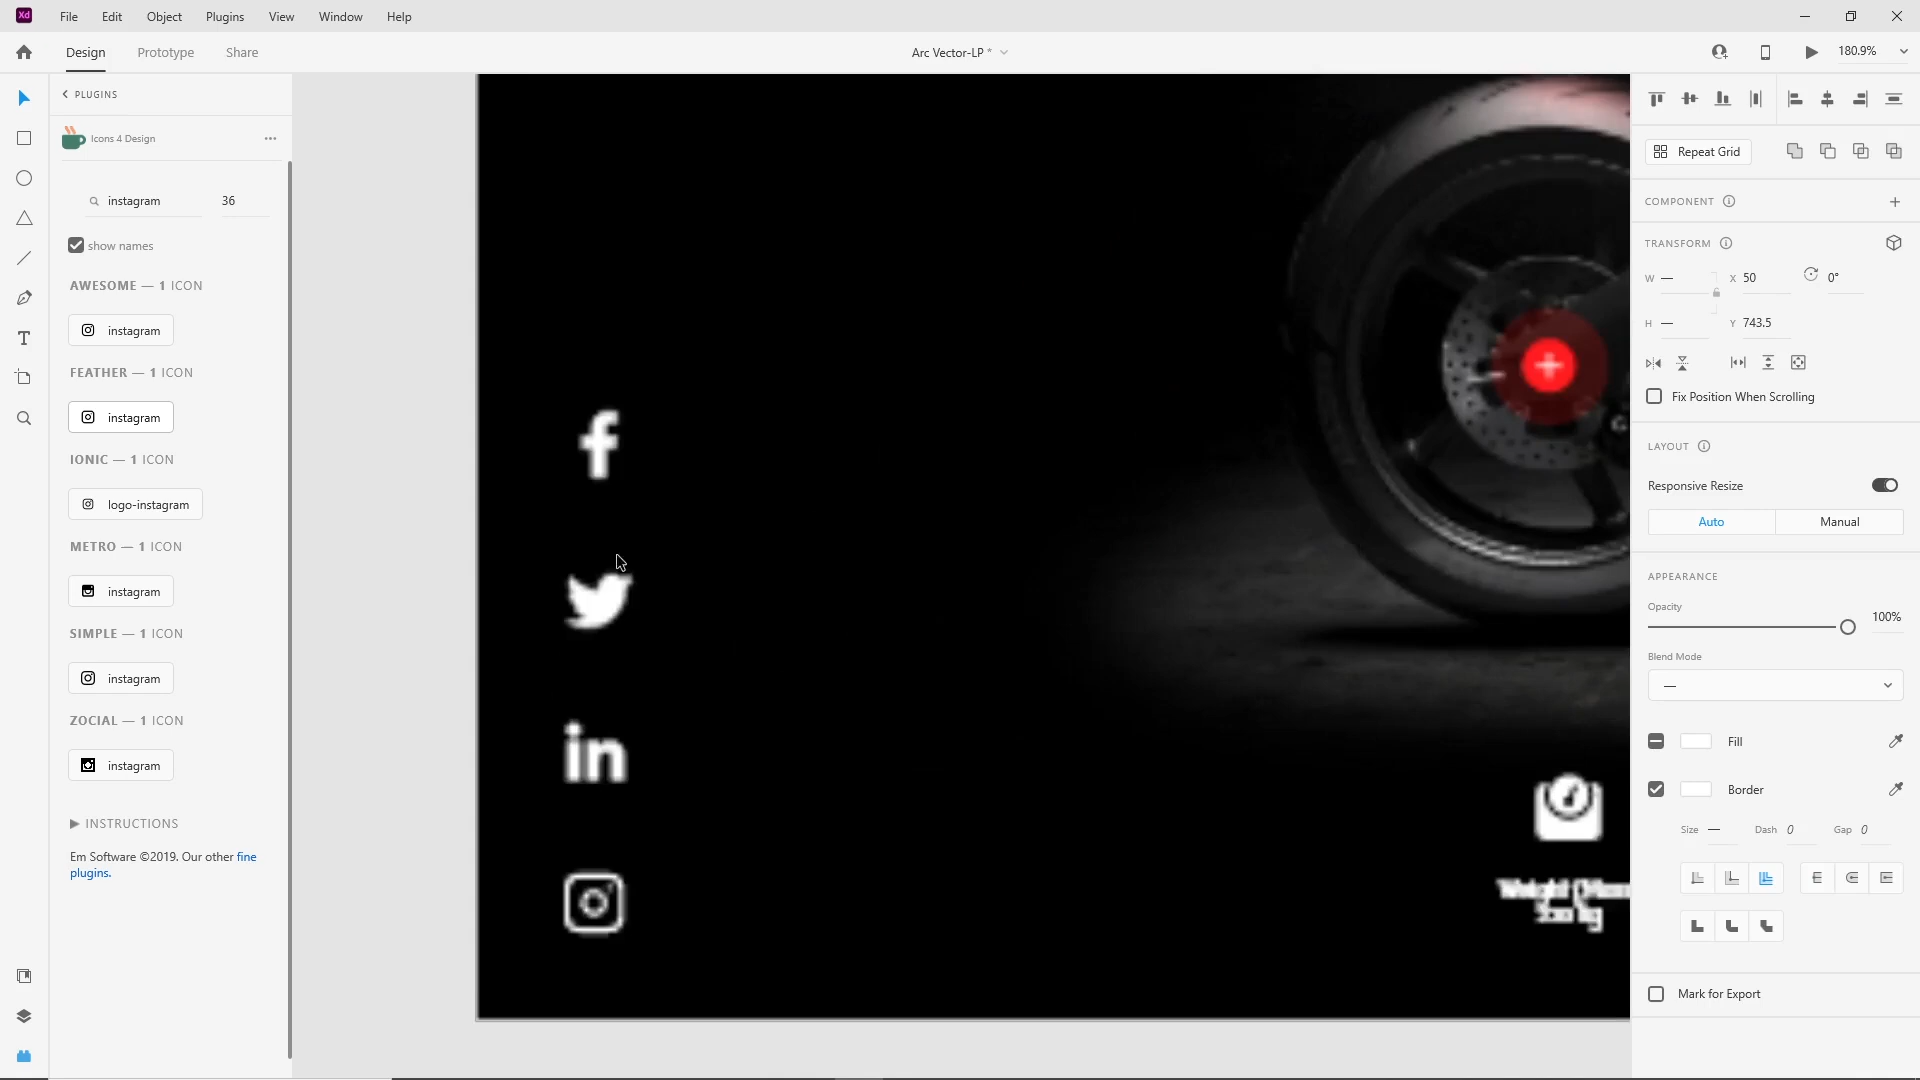 Xd File Edit Object Plugins View Window Help
Design Prototype Share Arc Vector-LP * 180.9%
PLUGINS
Icons 4 Design
instagram 36
show names
AWESOME — 1 ICON
instagram
FEATHER — 1 ICON
instagram
IONIC — 1 ICON
logo-instagram
METRO — 1 ICON
instagram
SIMPLE — 1 ICON
instagram
ZOCIAL — 1 ICON
instagram
▶ INSTRUCTIONS
Em Software ©2019. Our other fine
plugins.
f
in
Weight
Repeat Grid
COMPONENT
TRANSFORM
W — X 50 0°
H — Y 743.5
Fix Position When Scrolling
LAYOUT
Responsive Resize
Auto Manual
APPEARANCE
Opacity
100%
Blend Mode
—
Fill
Border
Size — Dash 0 Gap 0
Mark for Export